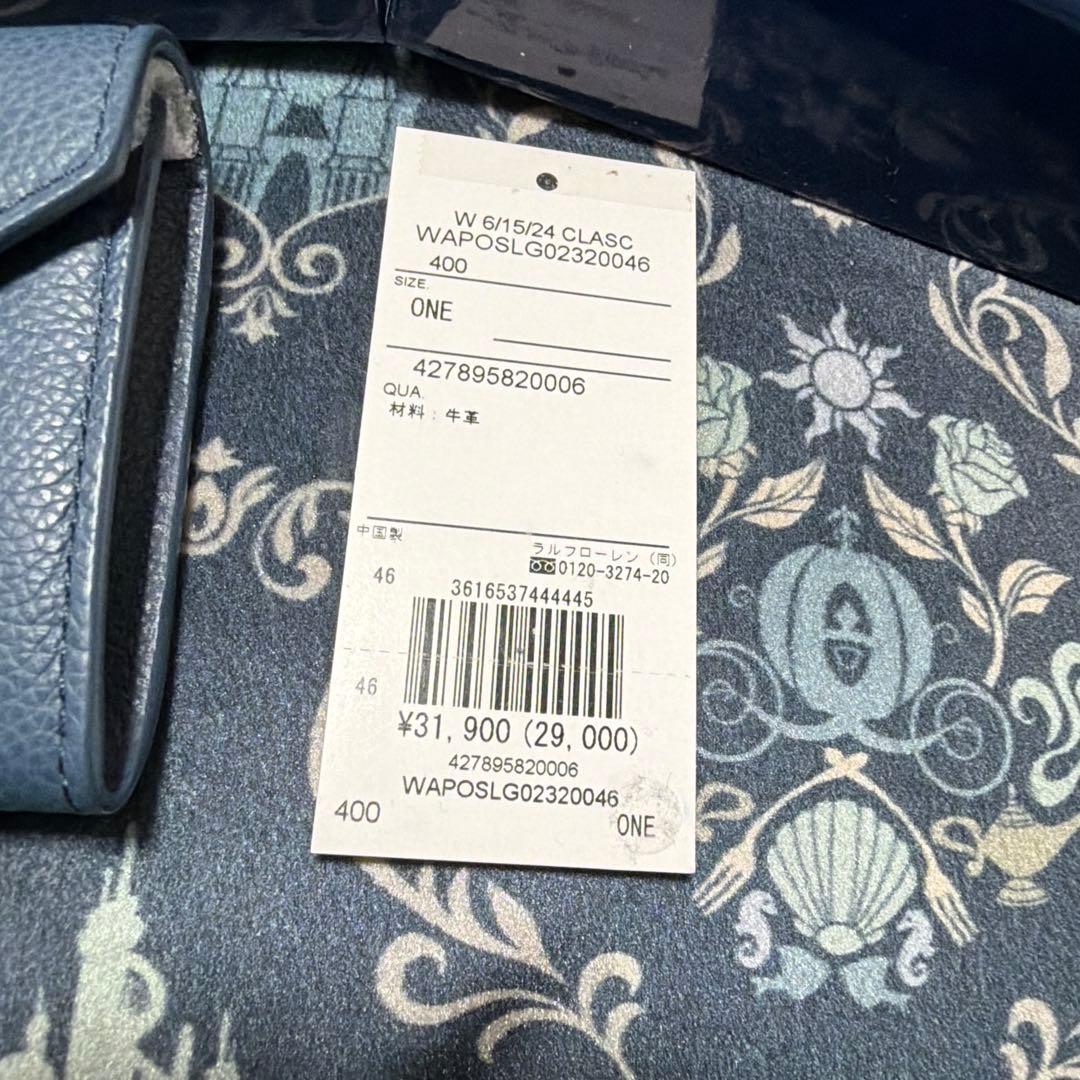 W 6/15/24 CLASC
WAPOSLG02320046
400
SIZE.
ONE
427895820006
QUA.
材料：牛革
中国製
ラルフローレン（同）
0120-3274-20
46
3616537444445
46
¥31,900 (29,000)
427895820006
WAPOSLG02320046
400
ONE